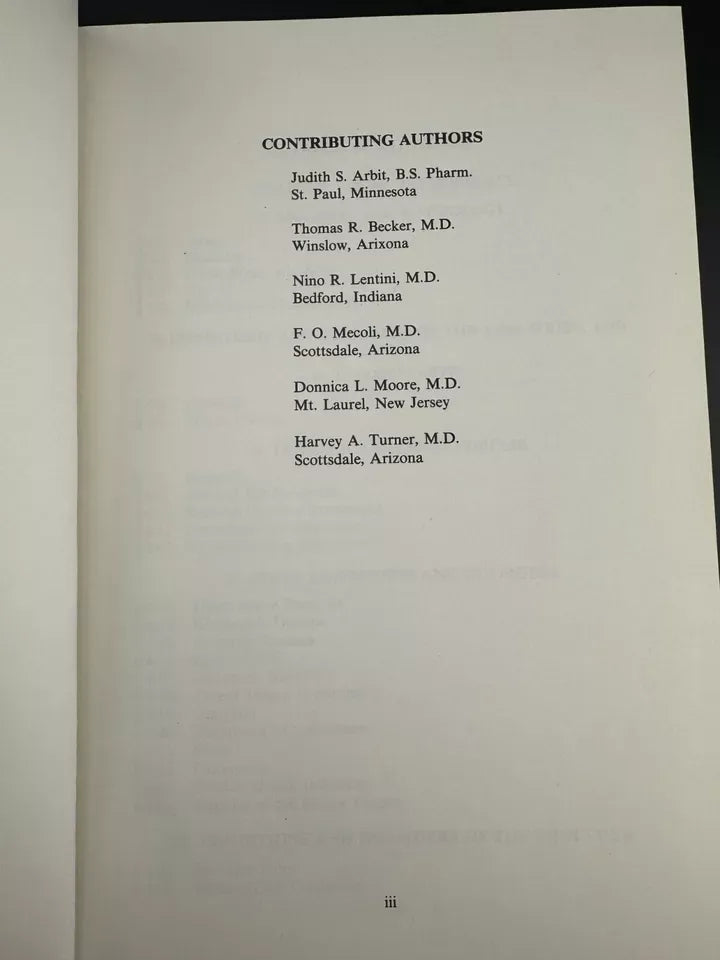 CONTRIBUTING AUTHORS
Judith S. Arbit, B.S. Pharm.
St. Paul, Minnesota
Thomas R. Becker, M.D.
Winslow, Arixona
Nino R. Lentini, M.D.
Bedford, Indiana
F. O. Mecoli, M.D.
Scottsdale, Arizona
Donnica L. Moore, M.D.
Mt. Laurel, New Jersey
Harvey A. Turner, M.D.
Scottsdale, Arizona
iii